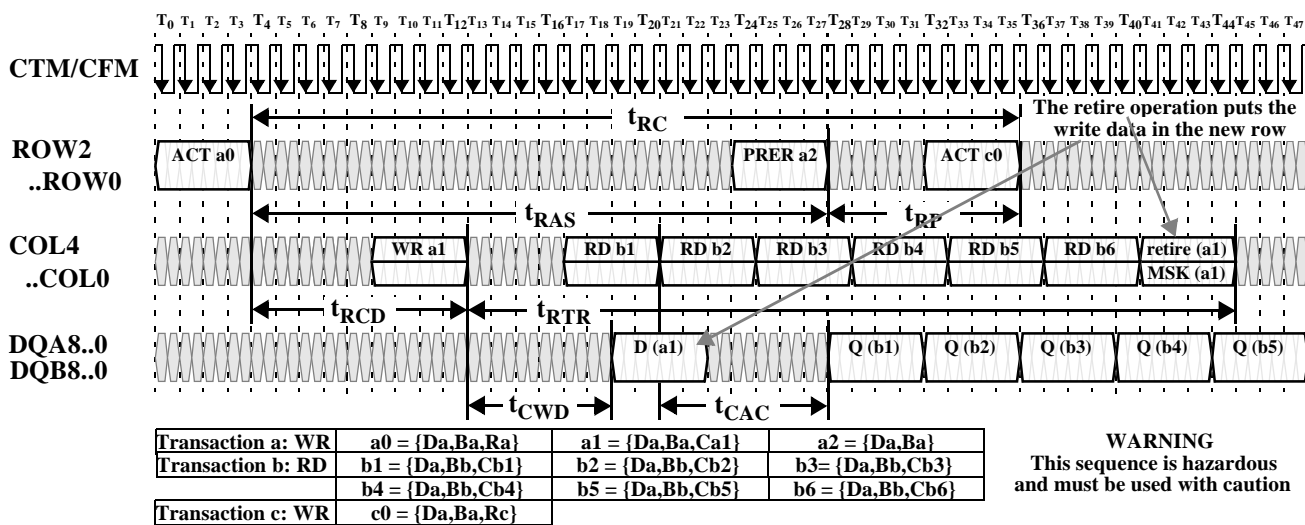 T0 T1 T2 T3 T4 T5 T6 T7 T8 T9 T10 T11 T12 T13 T14 T15 T16 T17 T18 T19 T20 T21 T22 T23 T24 T25 T26 T27 T28 T29 T30 T31 T32 T33 T34 T35 T36 T37 T38 T39 T40 T41 T42 T43 T44 T45 T46 T47
CTM/CFM
The retire operation puts the
write data in the new row
tRC
ROW2
..ROW0
ACT a0 PRER a2 ACT c0
tRAS tRP
COL4
..COL0
WR a1 RD b1 RD b2 RD b3 RD b4 RD b5 RD b6 retire (a1)
MSK (a1)
tRCD tRTR
DQA8..0
DQB8..0
D (a1) Q (b1) Q (b2) Q (b3) Q (b4) Q (b5)
tCWD tCAC
Transaction a: WR a0 = {Da,Ba,Ra} a1 = {Da,Ba,Ca1} a2 = {Da,Ba}
Transaction b: RD b1 = {Da,Bb,Cb1} b2 = {Da,Bb,Cb2} b3= {Da,Bb,Cb3}
b4 = {Da,Bb,Cb4} b5 = {Da,Bb,Cb5} b6 = {Da,Bb,Cb6}
Transaction c: WR c0 = {Da,Ba,Rc}
WARNING
This sequence is hazardous
and must be used with caution